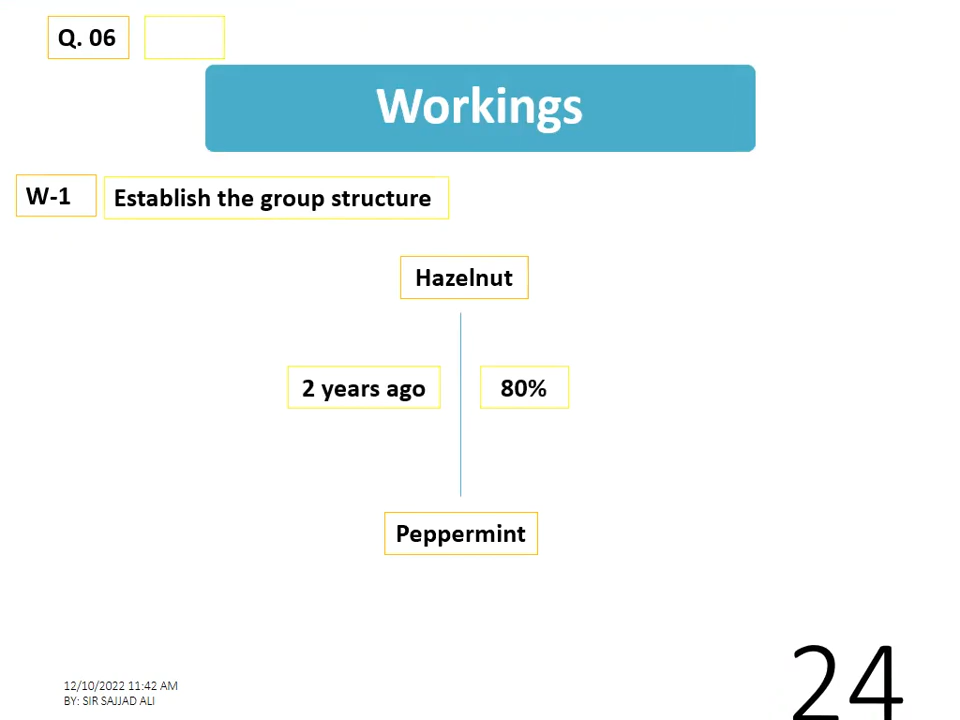 Q. 06
Workings
W-1
Establish the group structure
Hazelnut
2 years ago
80%
Peppermint
12/10/2022 11:42 AM
BY: SIR SAJJAD ALI
24